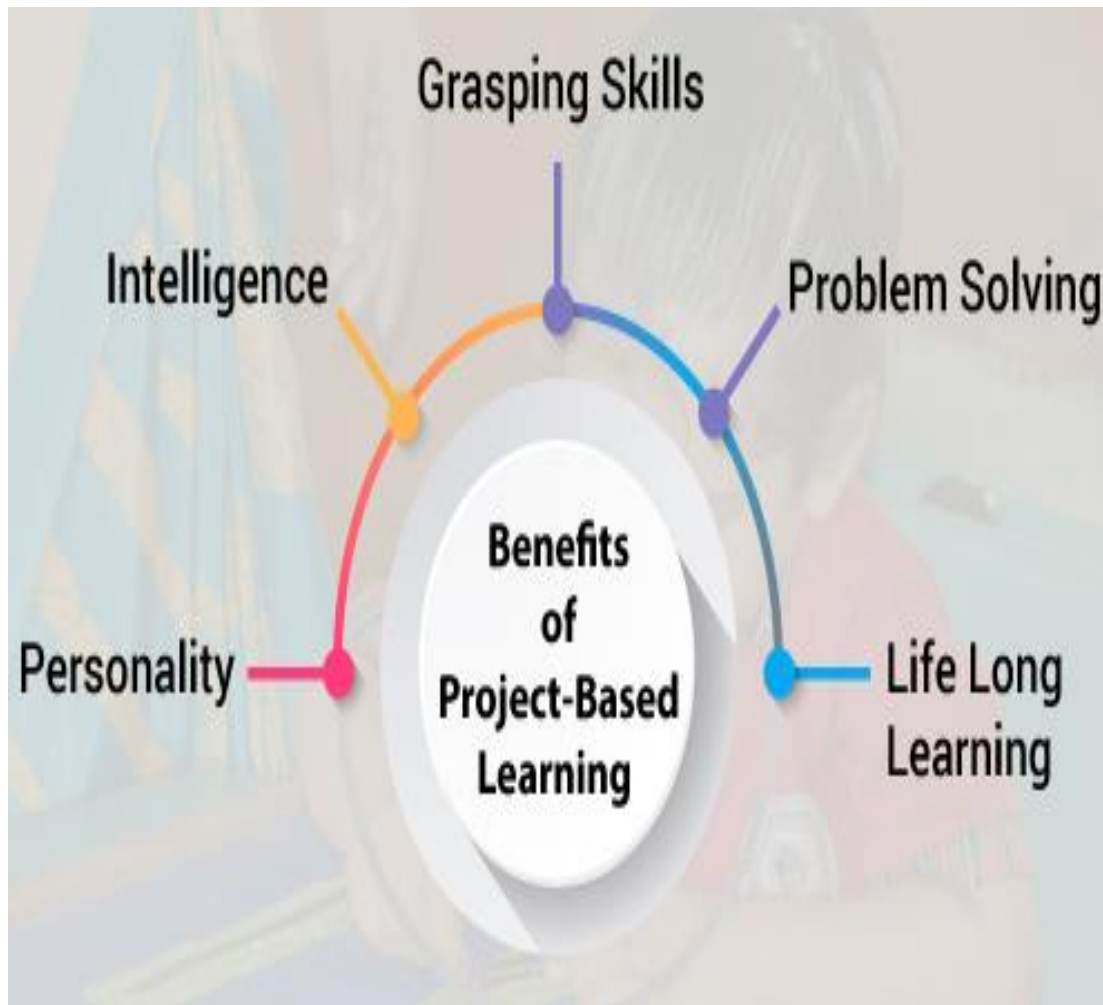 Grasping Skills
Intelligence
Problem Solving
Benefits
of
Project-Based
Learning
Personality
Life Long
Learning